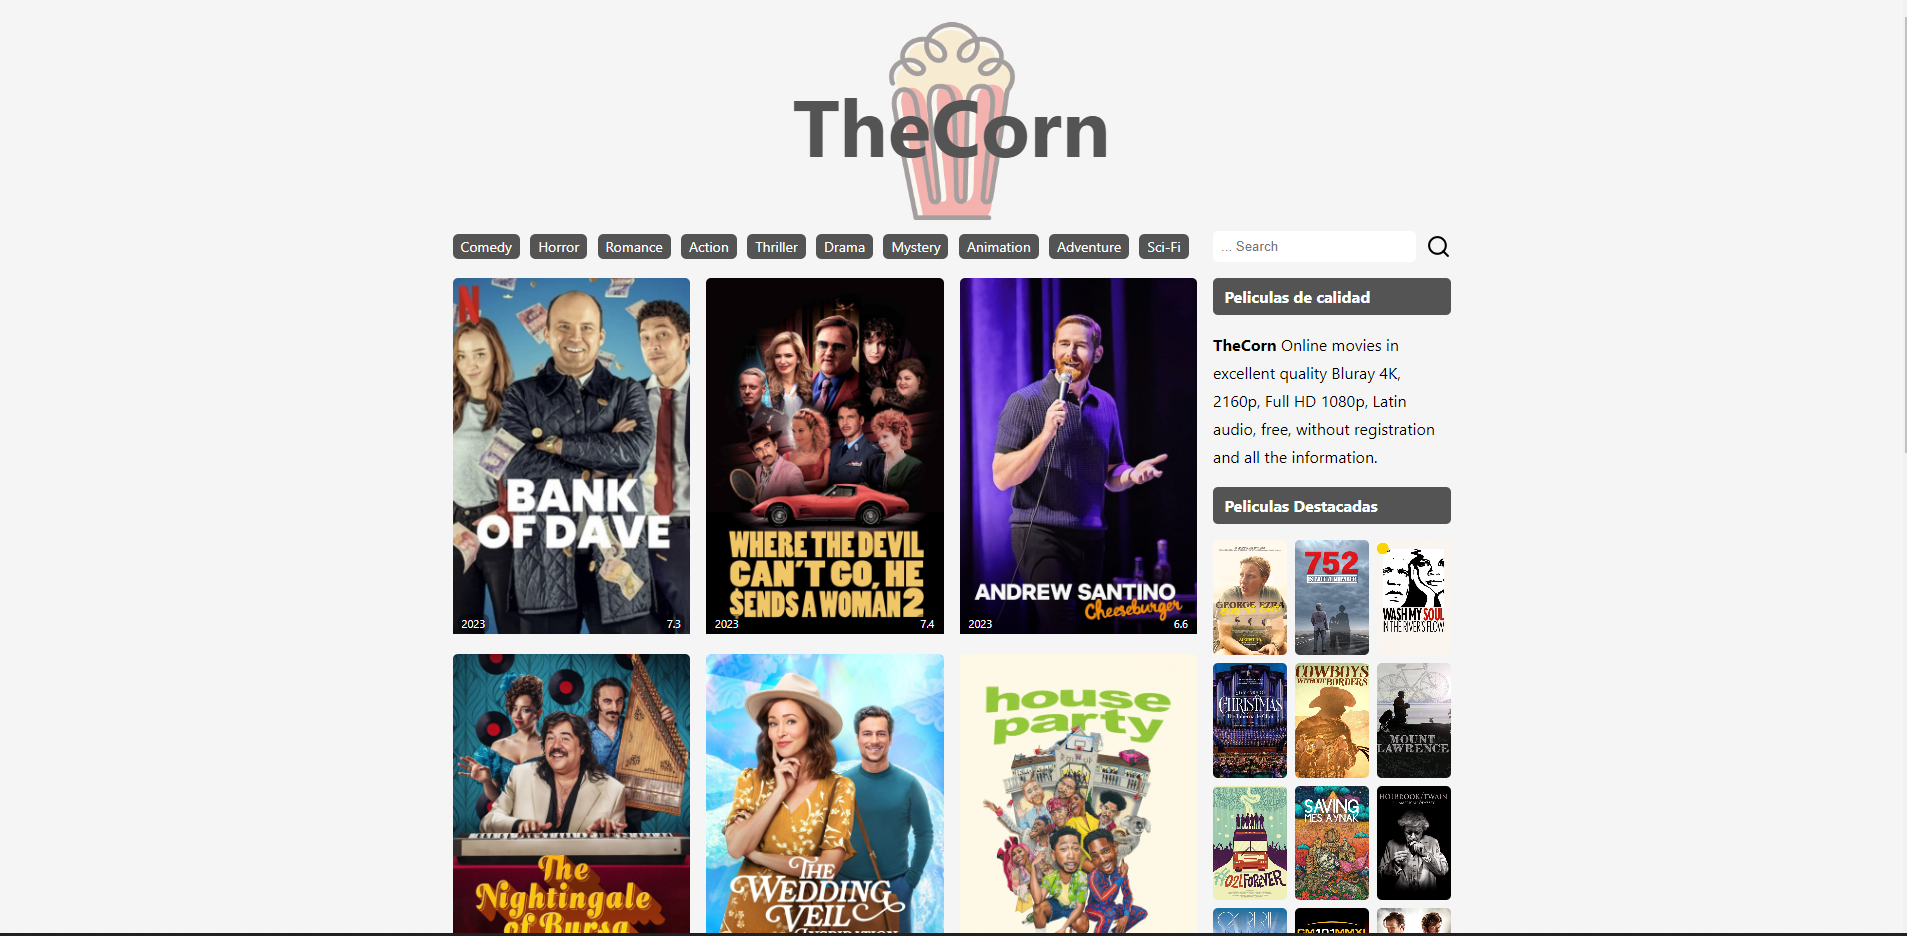 TheCorn
Comedy Horror Romance Action Thriller Drama Mystery Animation Adventure Sci-Fi
... Search
N
BANK
OF DAVE
2023 7.3
WHERE THE DEVIL
CAN'T GO, HE
SENDS A WOMAN 2
2023 7.4
ANDREW SANTINO
Cheeseburger
2023 6.6
Peliculas de calidad
TheCorn Online movies in
excellent quality Bluray 4K,
2160p, Full HD 1080p, Latin
audio, free, without registration
and all the information.
Peliculas Destacadas
GEORGE EZRA
752
WASH MY SOUL
IN THE RIVER'S FLOW
CHRISTMAS
COWBOYS
WITHOUT BORDERS
MOUNT
LAWRENCE
#O2LFOREVER
SAVING
MES AYNAK
HOLBROOK/TWAIN
The
Nightingale
of Bursa
THE
WEDDING
VEIL
INSPIRATION
house
party
CM101MMXI